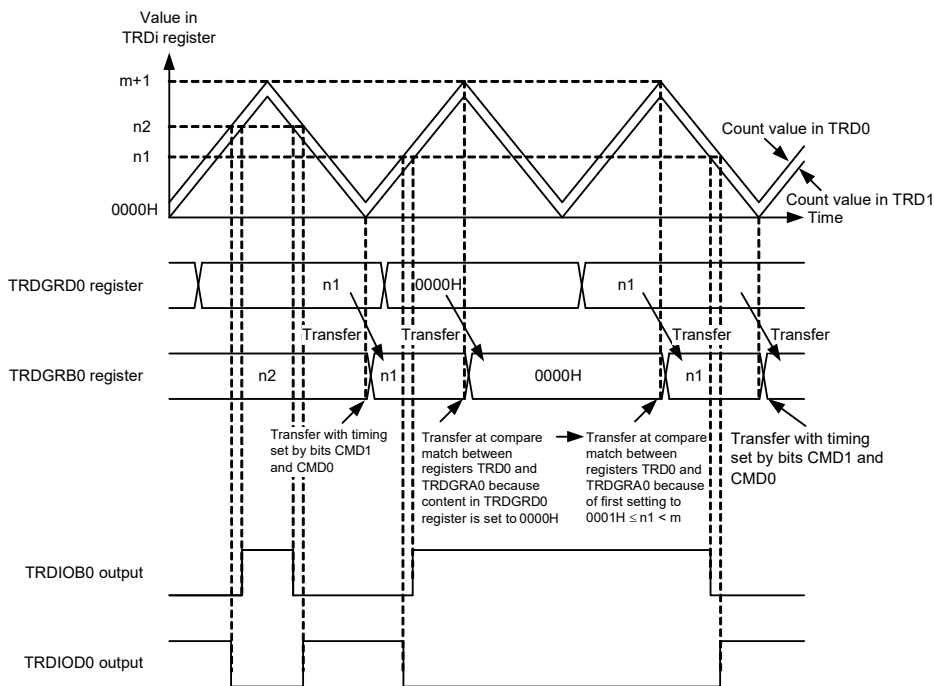 Value in
TRDi register
m+1
n2
n1
0000H
Count value in TRD0
Count value in TRD1
Time
TRDGRD0 register
n1
0000H
n1
Transfer
Transfer
Transfer
Transfer
TRDGRB0 register
n2
n1
0000H
n1
Transfer with timing
set by bits CMD1
and CMD0
Transfer at compare
match between
registers TRD0 and
TRDGRA0 because
content in TRDGRD0
register is set to 0000H
Transfer at compare
match between
registers TRD0 and
TRDGRA0 because
of first setting to
0001H ≤ n1 < m
Transfer with timing
set by bits CMD1 and
CMD0
TRDIOB0 output
TRDIOD0 output